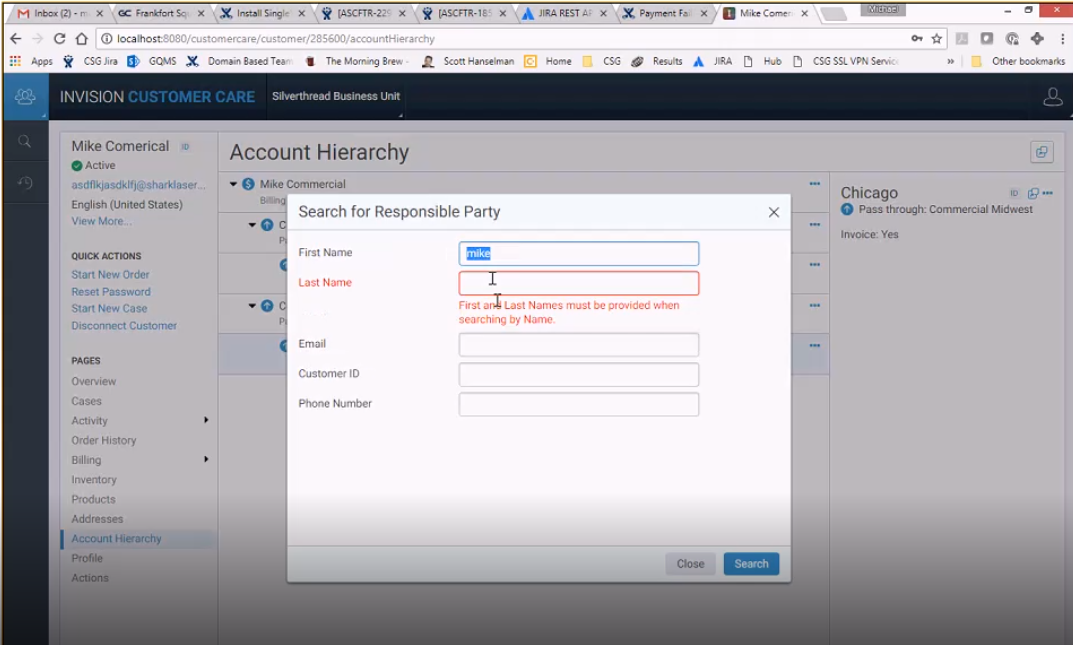 Michael
Inbox (2) - m
Frankfort Squ
Install Single
[ASCFTR-229
[ASCFTR-185
JIRA REST AP
Payment Fail
Mike Comer
localhost:8080/customercare/customer/285600/accountHierarchy
Apps CSG Jira GQMS Domain Based Team The Morning Brew - Scott Hanselman Home CSG Results JIRA Hub CSG SSL VPN Servic » Other bookmarks
INVISION CUSTOMER CARE Silverthread Business Unit
Mike Comerical ID
Active
asdflkjasdklfj@sharklaser...
English (United States)
View More...
QUICK ACTIONS
Start New Order
Reset Password
Start New Case
Disconnect Customer
PAGES
Overview
Cases
Activity
Order History
Billing
Inventory
Products
Addresses
Account Hierarchy
Profile
Actions
Account Hierarchy
Mike Commercial
Billing
C
C
Search for Responsible Party
First Name mike
Last Name
First and Last Names must be provided when
searching by Name.
Email
Customer ID
Phone Number
Close Search
Chicago ID
Pass through: Commercial Midwest
Invoice: Yes